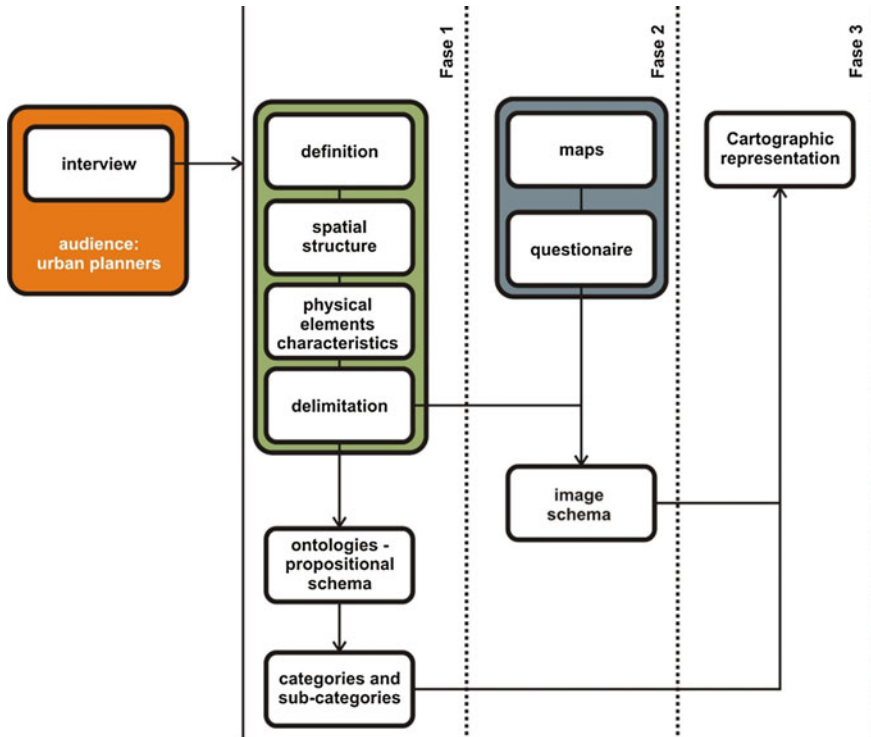 interview
audience:
urban planners
Fase 1
definition
spatial
structure
physical
elements
characteristics
delimitation
ontologies -
propositional
schema
categories and
sub-categories
Fase 2
maps
questionaire
image
schema
Fase 3
Cartographic
representation